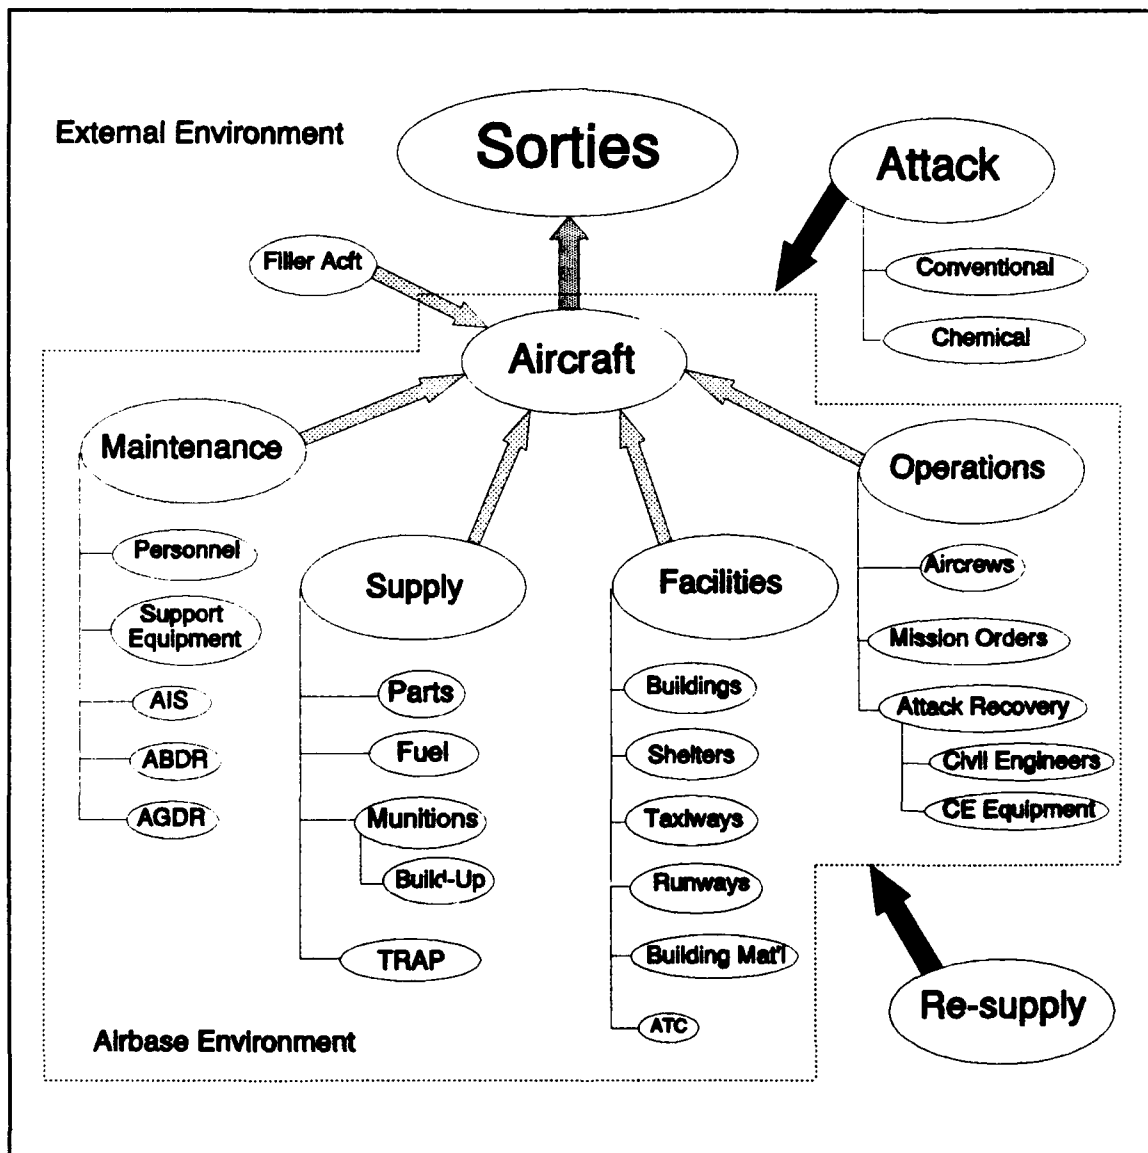 External Environment
Sorties
Attack
Filler Acft
Conventional
Chemical
Aircraft
Maintenance
Operations
Personnel
Support
Equipment
AIS
ABDR
AGDR
Supply
Parts
Fuel
Munitions
Build-Up
TRAP
Facilities
Buildings
Shelters
Taxiways
Runways
Building Mat'l
ATC
Aircrews
Mission Orders
Attack Recovery
Civil Engineers
CE Equipment
Re-supply
Airbase Environment